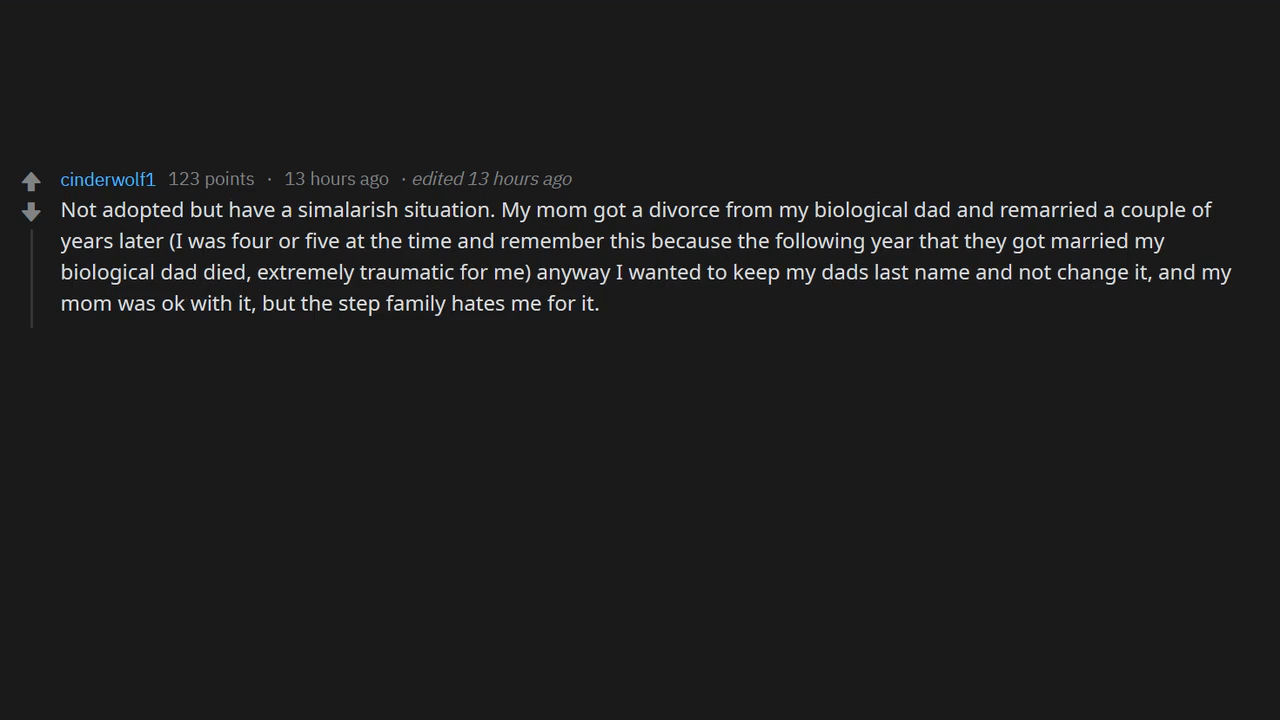 cinderwolf1 123 points · 13 hours ago · edited 13 hours ago
Not adopted but have a simalarish situation. My mom got a divorce from my biological dad and remarried a couple of
years later (I was four or five at the time and remember this because the following year that they got married my
biological dad died, extremely traumatic for me) anyway I wanted to keep my dads last name and not change it, and my
mom was ok with it, but the step family hates me for it.